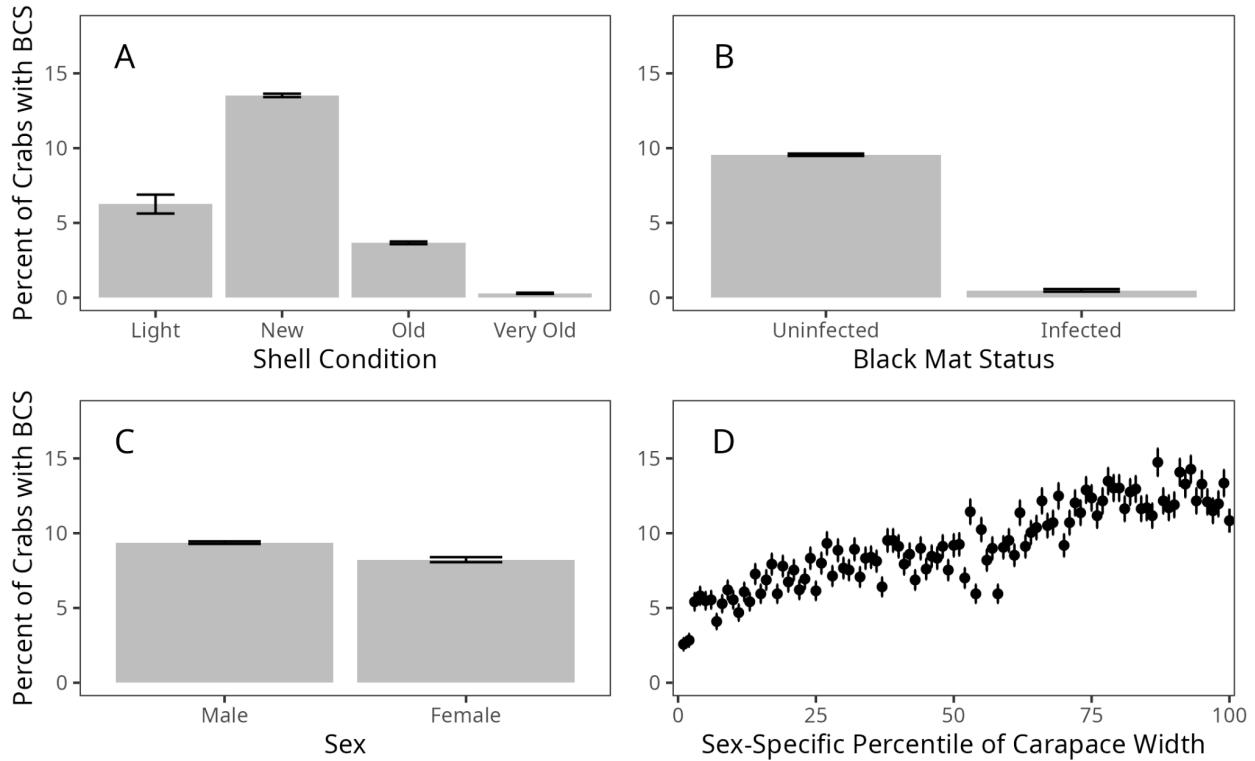 A
Percent of Crabs with BCS
15
10
5
0
Light New Old Very Old
Shell Condition
B
15
10
5
0
Uninfected Infected
Black Mat Status
C
Percent of Crabs with BCS
15
10
5
0
Male Female
Sex
D
15
10
5
0
0 25 50 75 100
Sex-Specific Percentile of Carapace Width